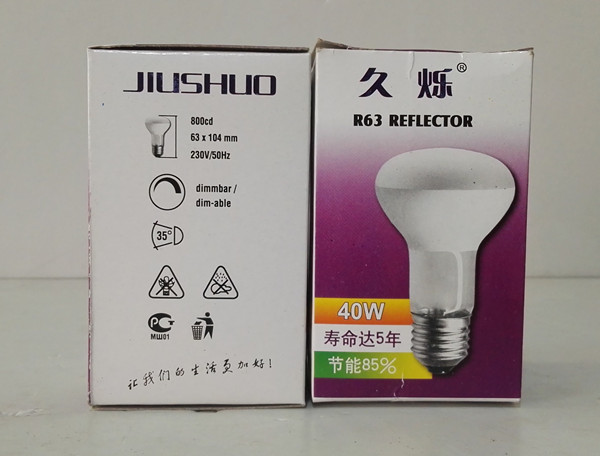 JIUSHUO
800cd
63 x 104 mm
230V/50Hz
dimmbar /
dim-able
35°
МШ01
让我们的生活更加好!
久烁®
R63 REFLECTOR
40W
寿命达5年
节能85%